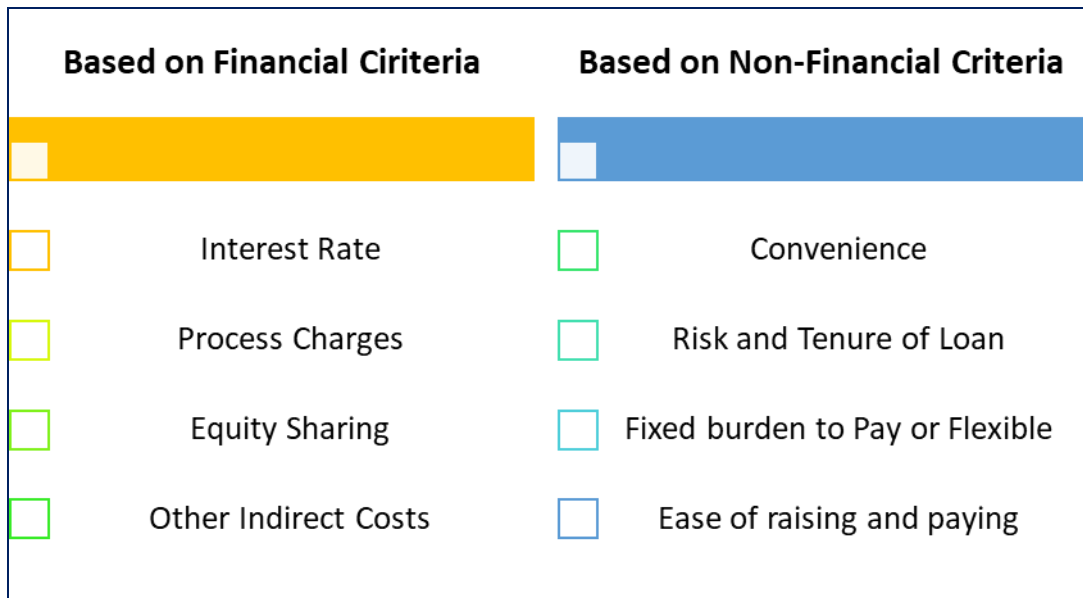 Based on Financial Ciriteria
Interest Rate
Process Charges
Equity Sharing
Other Indirect Costs
Based on Non-Financial Criteria
Convenience
Risk and Tenure of Loan
Fixed burden to Pay or Flexible
Ease of raising and paying